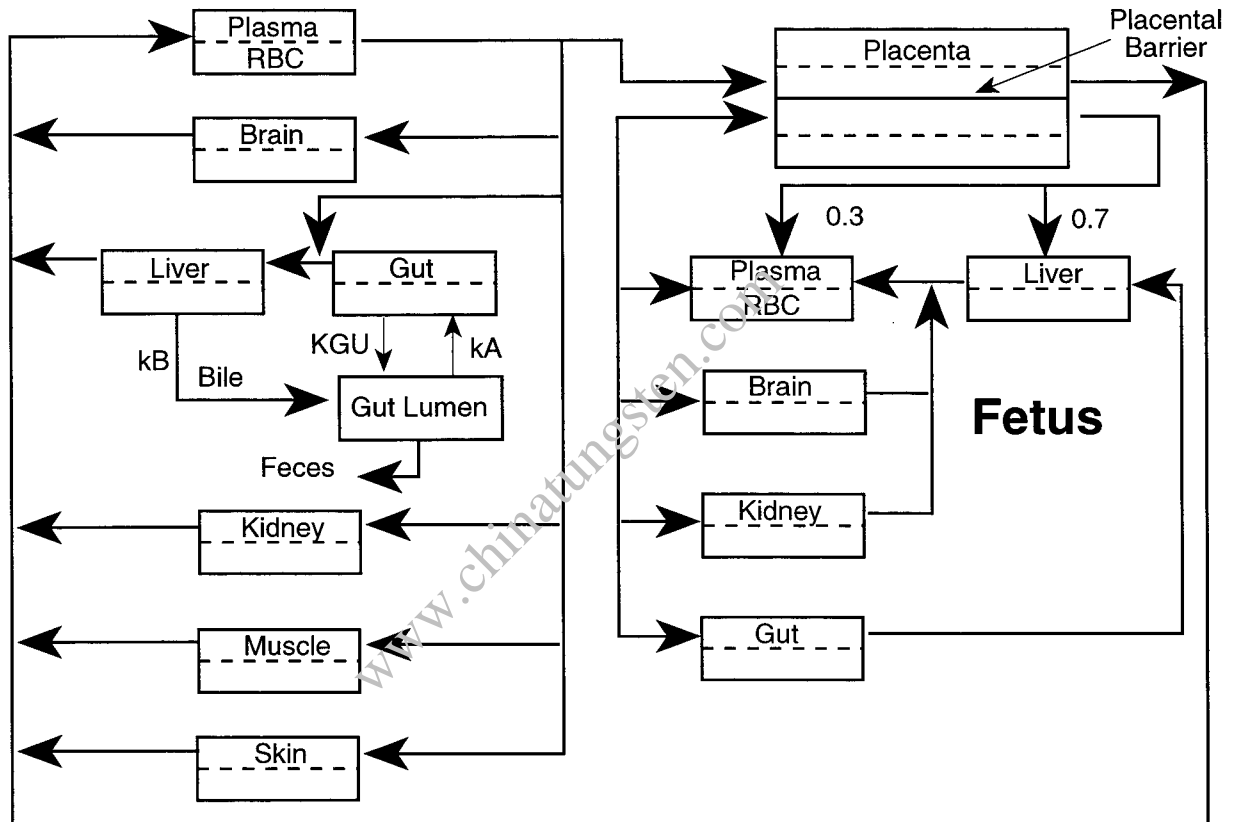 Plasma
RBC
Brain
Liver
Gut
KGU
kA
kB
Bile
Gut Lumen
Feces
Kidney
Muscle
Skin
Placenta
Placental
Barrier
0.3
0.7
Plasma
RBC
Liver
Brain
Fetus
Kidney
Gut
www.chinatungsten.com